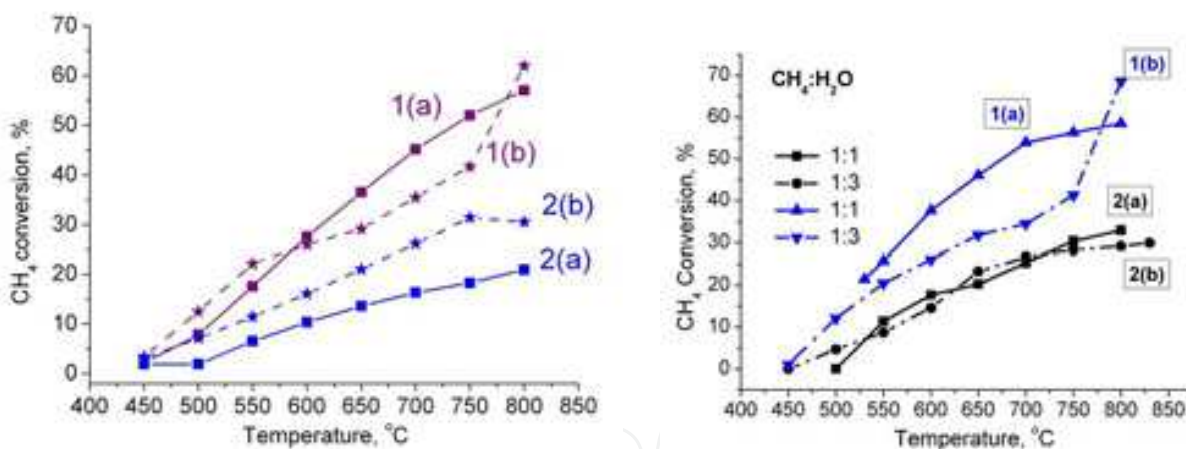 70
60
50
40
30
20
10
0
CH₄ conversion, %
1(a)
1(b)
2(b)
2(a)
400 450 500 550 600 650 700 750 800 850
Temperature, °C
70
60
50
40
30
20
10
0
CH₄ Conversion, %
CH₄:H₂O
1:1
1:3
1:1
1:3
1(a)
1(b)
2(a)
2(b)
400 450 500 550 600 650 700 750 800 850
Temperature, °C